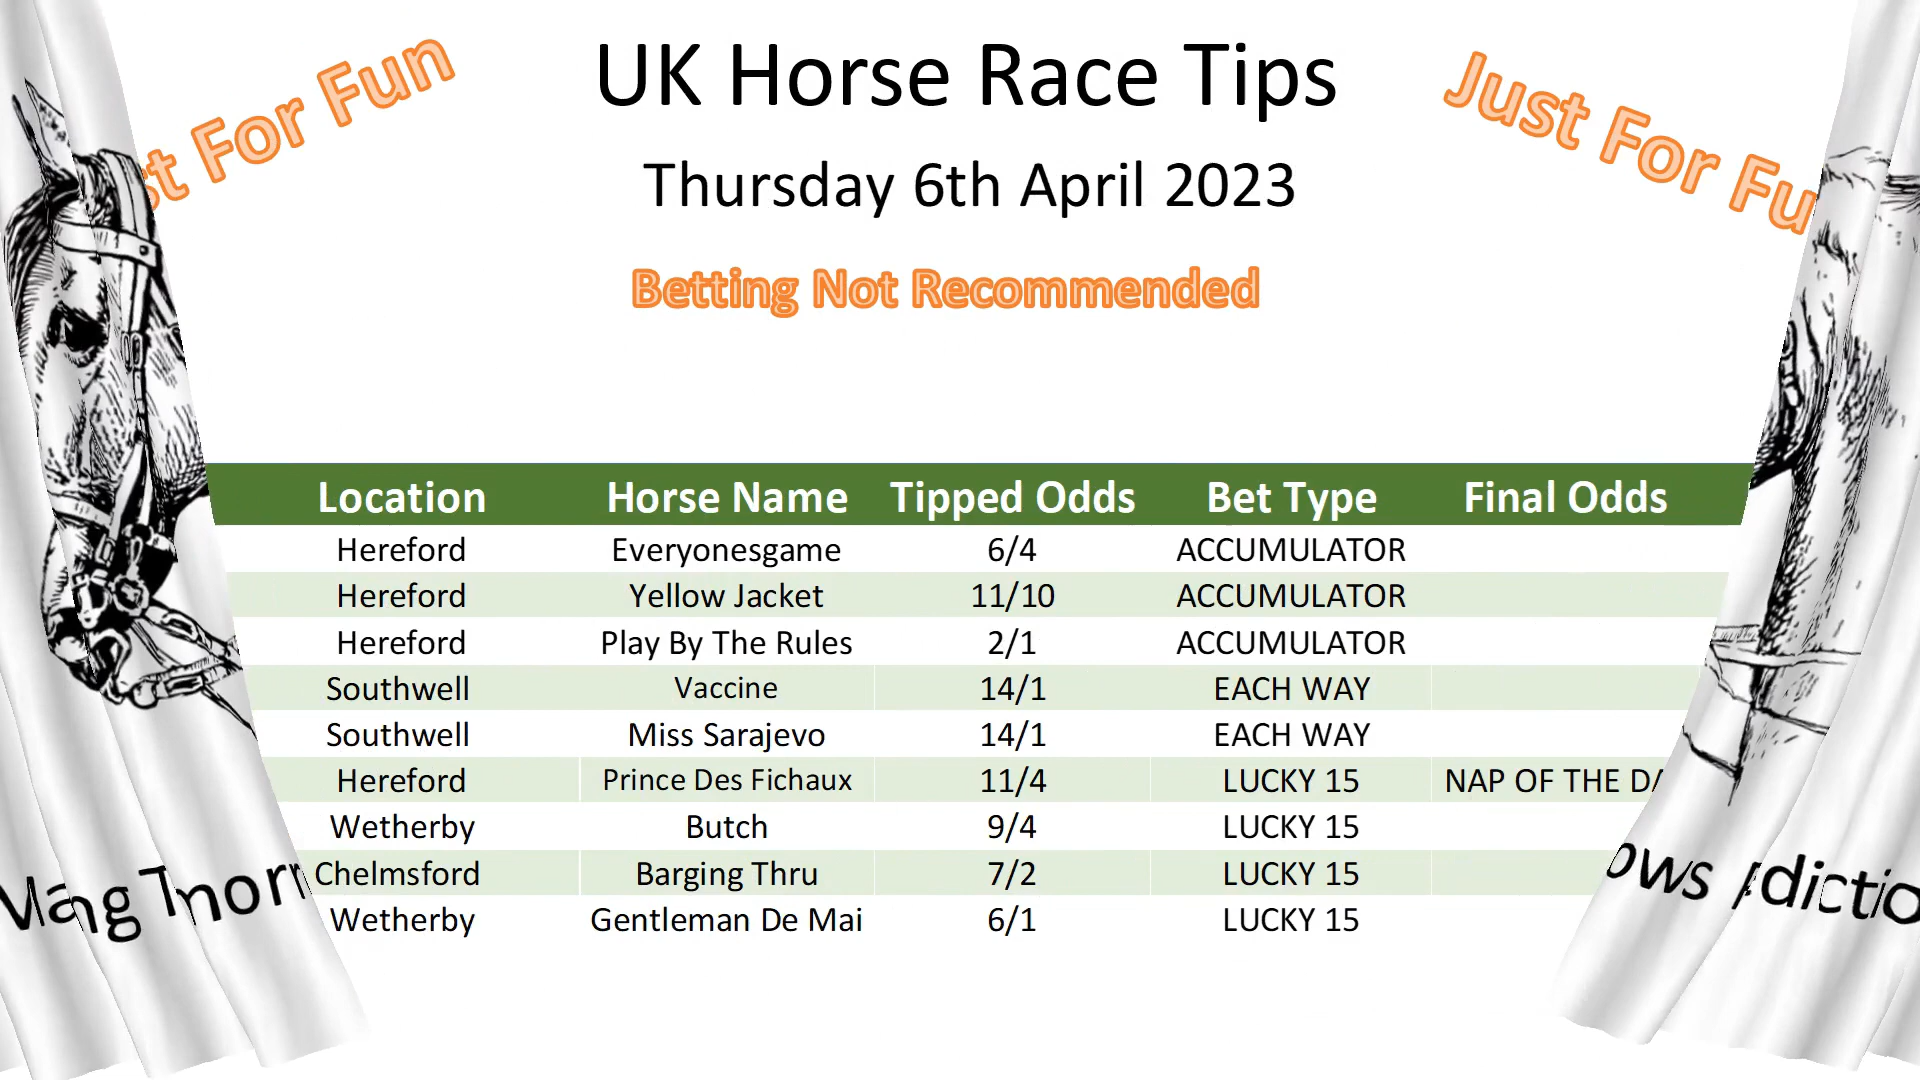 Just For Fun
UK Horse Race Tips
Just For Fu
Thursday 6th April 2023
Betting Not Recommended
Location Horse Name Tipped Odds Bet Type Final Odds
Hereford Everyonesgame 6/4 ACCUMULATOR
Hereford Yellow Jacket 11/10 ACCUMULATOR
Hereford Play By The Rules 2/1 ACCUMULATOR
Southwell Vaccine 14/1 EACH WAY
Southwell Miss Sarajevo 14/1 EACH WAY
Hereford Prince Des Fichaux 11/4 LUCKY 15 NAP OF THE DA
Wetherby Butch 9/4 LUCKY 15
Chelmsford Barging Thru 7/2 LUCKY 15
Wetherby Gentleman De Mai 6/1 LUCKY 15